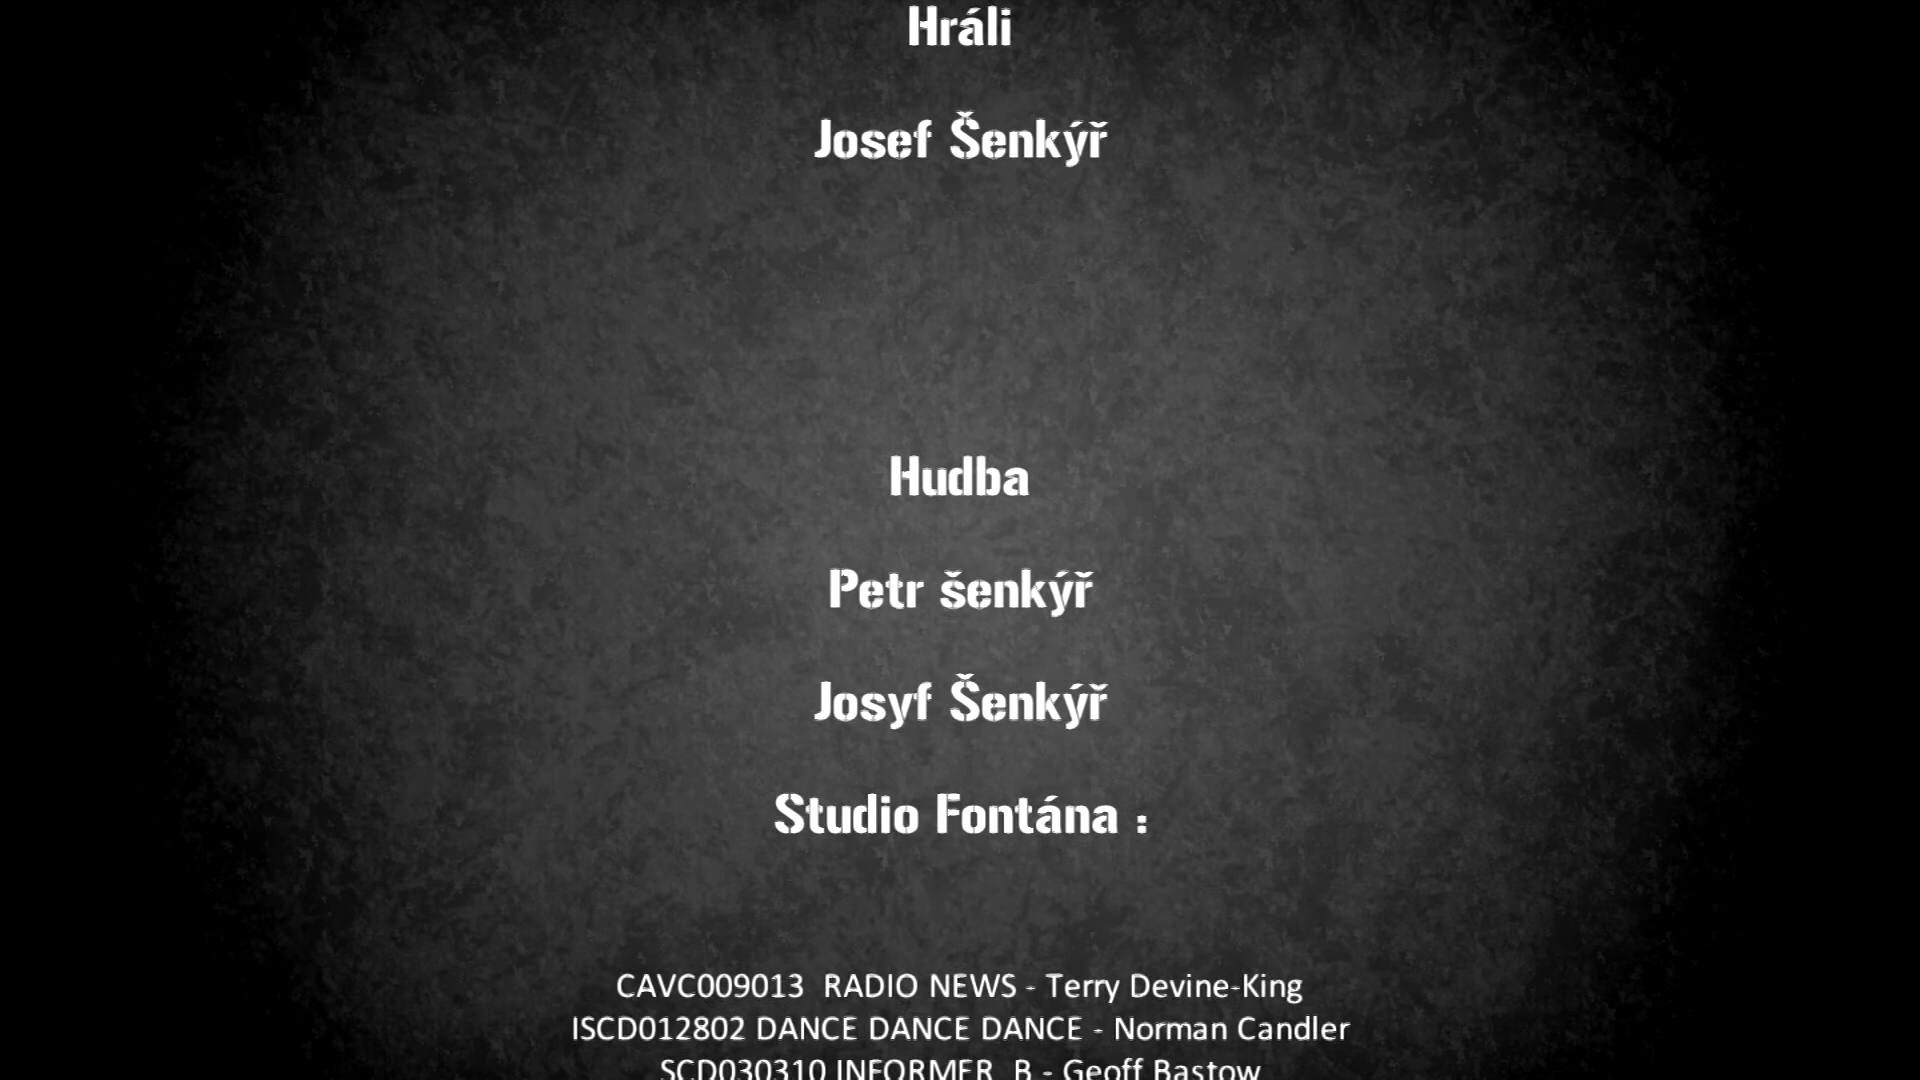 Hráli
Josef Šenkýř
Hudba
Petr šenkýř
Josyf Šenkýř
Studio Fontána :
CAVC009013  RADIO NEWS - Terry Devine-King
ISCD012802 DANCE DANCE DANCE - Norman Candler
SCD030310 INFORMER  B - Geoff Bastow